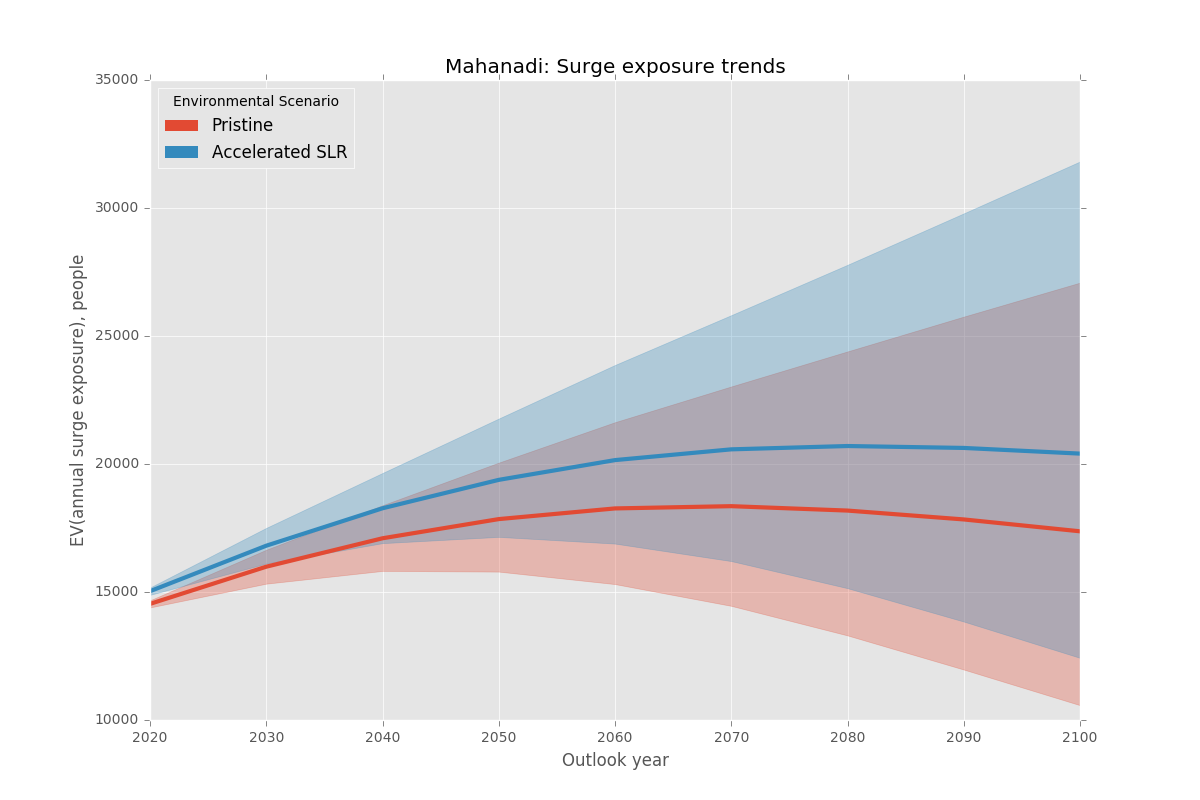 Mahanadi: Surge exposure trends
Environmental Scenario
Pristine
Accelerated SLR
35000
30000
25000
20000
15000
10000
EV(annual surge exposure), people
2020 2030 2040 2050 2060 2070 2080 2090 2100
Outlook year